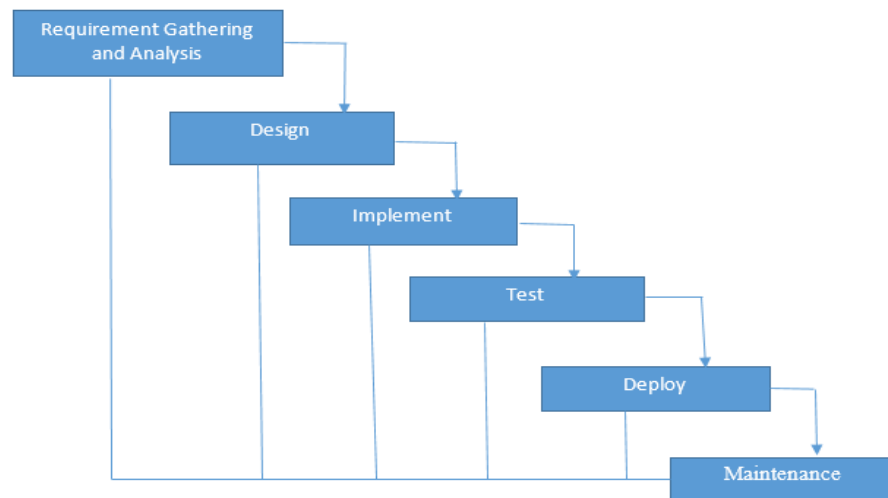 Requirement Gathering
and Analysis
Design
Implement
Test
Deploy
Maintenance